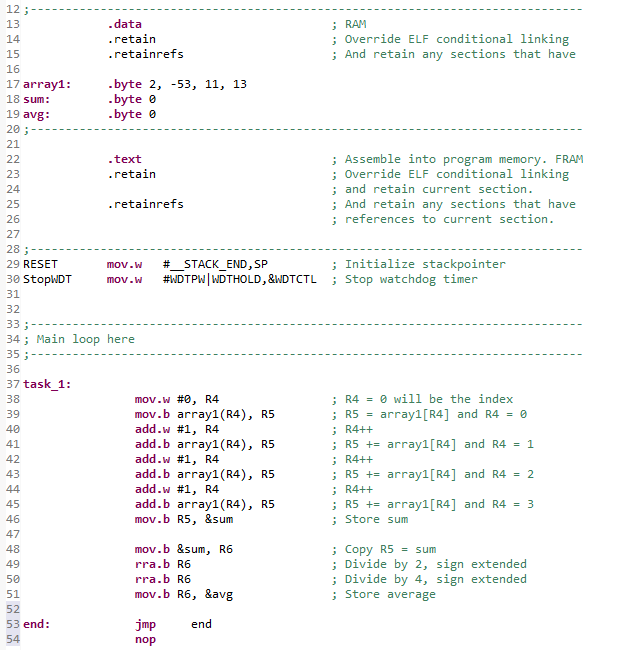 12 ;-------------------------------------------------------------------------------
13             .data                           ; RAM
14             .retain                         ; Override ELF conditional linking
15             .retainrefs                     ; And retain any sections that have
16
17 array1:     .byte 2, -53, 11, 13
18 sum:        .byte 0
19 avg:        .byte 0
20 ;-------------------------------------------------------------------------------
21
22             .text                           ; Assemble into program memory. FRAM
23             .retain                         ; Override ELF conditional linking
24                                             ; and retain current section.
25             .retainrefs                     ; And retain any sections that have
26                                             ; references to current section.
27
28 ;-------------------------------------------------------------------------------
29 RESET       mov.w   #__STACK_END,SP         ; Initialize stackpointer
30 StopWDT     mov.w   #WDTPW|WDTHOLD,&WDTCTL  ; Stop watchdog timer
31
32
33 ;-------------------------------------------------------------------------------
34 ; Main loop here
35 ;-------------------------------------------------------------------------------
36
37 task_1:
38                 mov.w #0, R4                ; R4 = 0 will be the index
39                 mov.b array1(R4), R5        ; R5 = array1[R4] and R4 = 0
40                 add.w #1, R4                ; R4++
41                 add.b array1(R4), R5        ; R5 += array1[R4] and R4 = 1
42                 add.w #1, R4                ; R4++
43                 add.b array1(R4), R5        ; R5 += array1[R4] and R4 = 2
44                 add.w #1, R4                ; R4++
45                 add.b array1(R4), R5        ; R5 += array1[R4] and R4 = 3
46                 mov.b R5, &sum              ; Store sum
47
48                 mov.b &sum, R6              ; Copy R5 = sum
49                 rra.b R6                    ; Divide by 2, sign extended
50                 rra.b R6                    ; Divide by 4, sign extended
51                 mov.b R6, &avg              ; Store average
52
53 end:            jmp     end
54                 nop